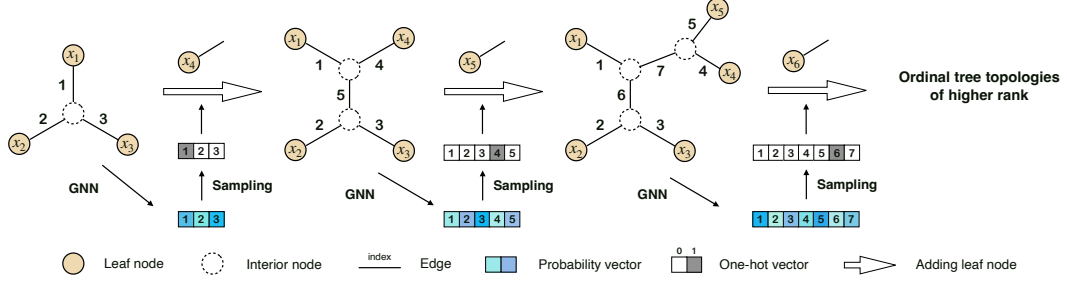 x1
1
2
3
x2
x3
GNN
x4
1 2 3
Sampling
1 2 3
x1
x4
1
4
5
2
3
x2
x3
GNN
x5
1 2 3 4 5
Sampling
1 2 3 4 5
x5
x1
5
1
7
4
x4
6
2
3
x2
x3
GNN
x6
1 2 3 4 5 6 7
Sampling
1 2 3 4 5 6 7
Ordinal tree topologies
of higher rank
Leaf node
Interior node
index
Edge
Probability vector
0 1
One-hot vector
Adding leaf node